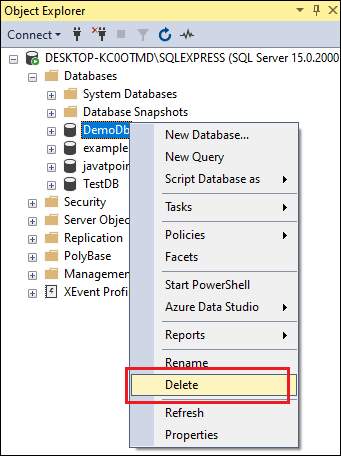 Object Explorer
Connect
DESKTOP-KC0OTMD\SQLEXPRESS (SQL Server 15.0.2000
Databases
System Databases
Database Snapshots
DemoDb
example
javatpoin
TestDB
Security
Server Objec
Replication
PolyBase
Managemen
XEvent Profi
New Database...
New Query
Script Database as
Tasks
Policies
Facets
Start PowerShell
Azure Data Studio
Reports
Rename
Delete
Refresh
Properties